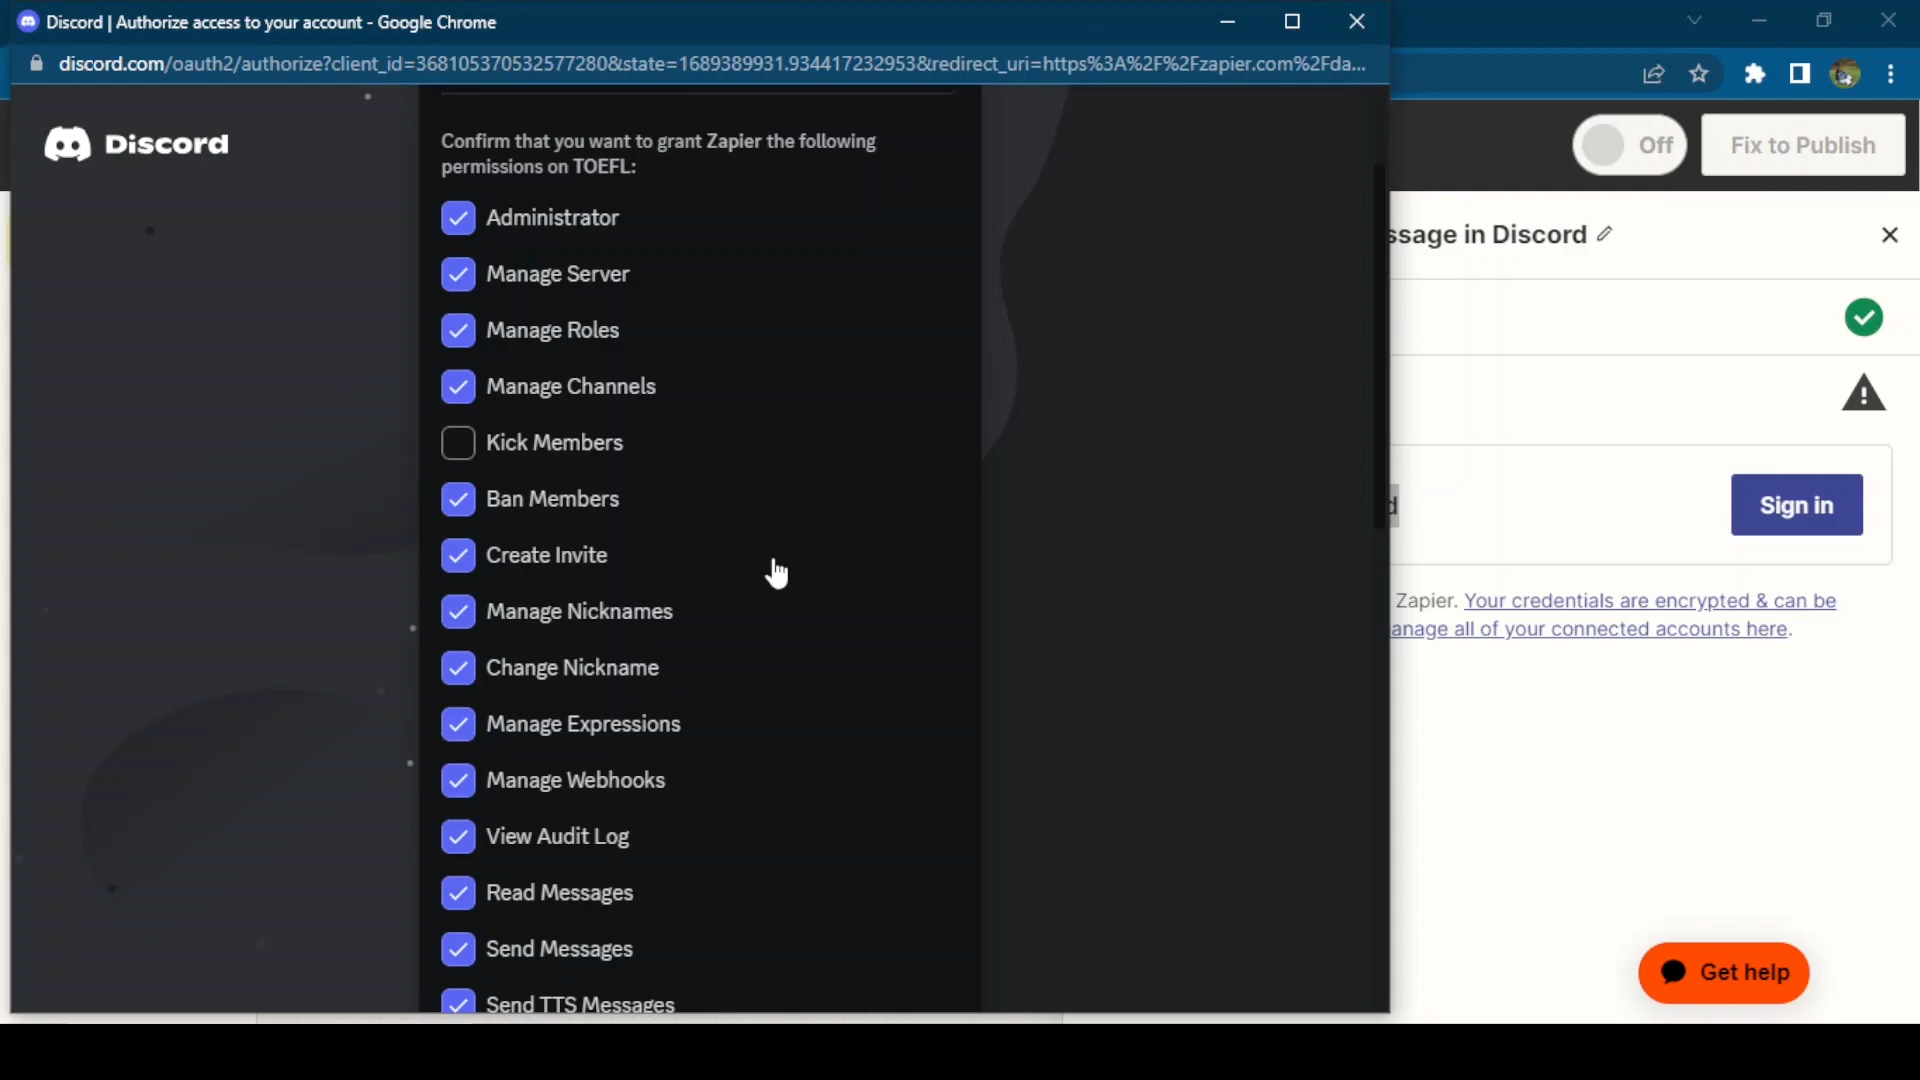 Discord | Authorize access to your account - Google Chrome
discord.com/oauth2/authorize?client_id=368105370532577280&state=1689389931.934417232953&redirect_uri=https%3A%2F%2Fzapier.com%2Fda...
Discord
Confirm that you want to grant Zapier the following
permissions on TOEFL:
Administrator
Manage Server
Manage Roles
Manage Channels
Kick Members
Ban Members
Create Invite
Manage Nicknames
Change Nickname
Manage Expressions
Manage Webhooks
View Audit Log
Read Messages
Send Messages
Send TTS Messages
Off
Fix to Publish
ssage in Discord
d
Sign in
Zapier. Your credentials are encrypted & can be
anage all of your connected accounts here.
Get help